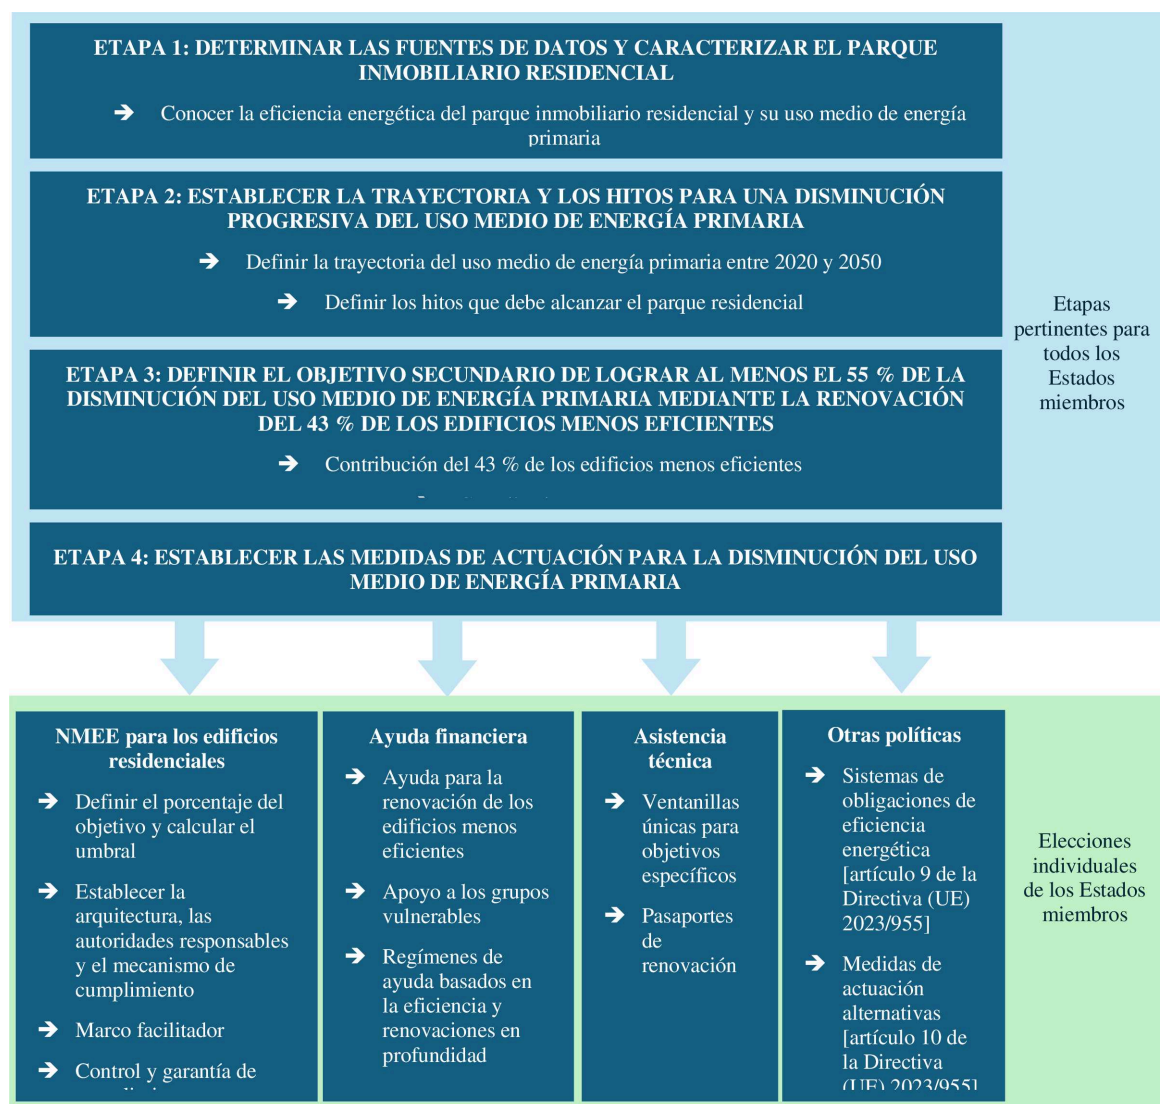 ETAPA 1: DETERMINAR LAS FUENTES DE DATOS Y CARACTERIZAR EL PARQUE
INMOBILIARIO RESIDENCIAL
➔ Conocer la eficiencia energética del parque inmobiliario residencial y su uso medio de energía
primaria
ETAPA 2: ESTABLECER LA TRAYECTORIA Y LOS HITOS PARA UNA DISMINUCIÓN
PROGRESIVA DEL USO MEDIO DE ENERGÍA PRIMARIA
➔ Definir la trayectoria del uso medio de energía primaria entre 2020 y 2050
➔ Definir los hitos que debe alcanzar el parque residencial
ETAPA 3: DEFINIR EL OBJETIVO SECUNDARIO DE LOGRAR AL MENOS EL 55 % DE LA
DISMINUCIÓN DEL USO MEDIO DE ENERGÍA PRIMARIA MEDIANTE LA RENOVACIÓN
DEL 43 % DE LOS EDIFICIOS MENOS EFICIENTES
➔ Contribución del 43 % de los edificios menos eficientes
ETAPA 4: ESTABLECER LAS MEDIDAS DE ACTUACIÓN PARA LA DISMINUCIÓN DEL USO
MEDIO DE ENERGÍA PRIMARIA
Etapas
pertinentes para
todos los
Estados
miembros
NMEE para los edificios
residenciales
➔ Definir el porcentaje del
objetivo y calcular el
umbral
➔ Establecer la
arquitectura, las
autoridades responsables
y el mecanismo de
cumplimiento
➔ Marco facilitador
➔ Control y garantía de
Ayuda financiera
➔ Ayuda para la
renovación de los
edificios menos
eficientes
➔ Apoyo a los grupos
vulnerables
➔ Regímenes de
ayuda basados en
la eficiencia y
renovaciones en
profundidad
Asistencia
técnica
➔ Ventanillas
únicas para
objetivos
específicos
➔ Pasaportes
de
renovación
Otras políticas
➔ Sistemas de
obligaciones de
eficiencia
energética
[artículo 9 de la
Directiva (UE)
2023/955]
➔ Medidas de
actuación
alternativas
[artículo 10 de
la Directiva
(UE) 2023/955]
Elecciones
individuales
de los Estados
miembros